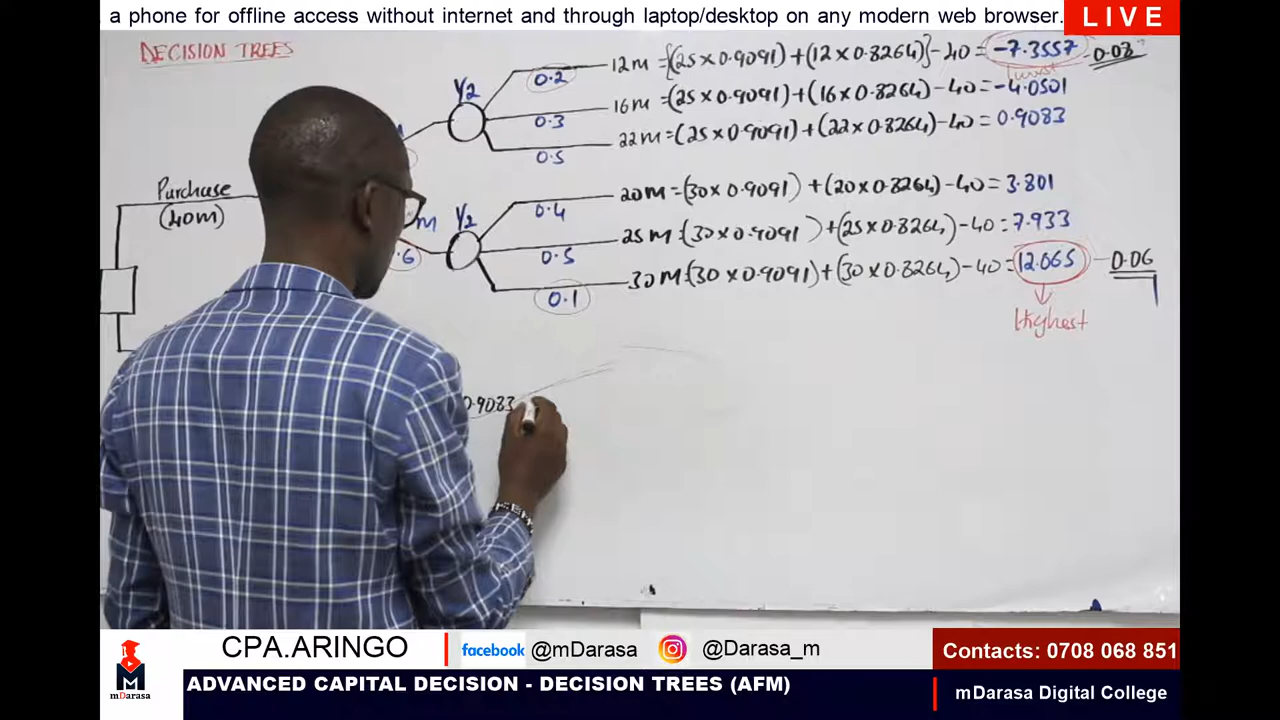 a phone for offline access without internet and through laptop/desktop on any modern web browser.
LIVE
DECISION TREES
Y2
0.2
12m = {(25 x 0.9091) + (12 x 0.8264)} - 40 = -7.3557
0.08
0.3
16m = (25 x 0.9091) + (16 x 0.8264) - 40 = -4.0501
0.5
22m = (25 x 0.9091) + (22 x 0.8264) - 40 = 0.9083
Purchase
(40m)
m
.6
Y2
0.4
20m = (30 x 0.9091) + (20 x 0.8264) - 40 = 3.801
0.5
25m (30 x 0.9091) + (25 x 0.8264) - 40 = 7.933
0.1
30m (30 x 0.9091) + (30 x 0.8264) - 40 = 12.065
0.06
Highest
0.9083
CPA.ARINGO
facebook @mDarasa
@Darasa_m
Contacts: 0708 068 851
mDarasa
ADVANCED CAPITAL DECISION - DECISION TREES (AFM)
mDarasa Digital College